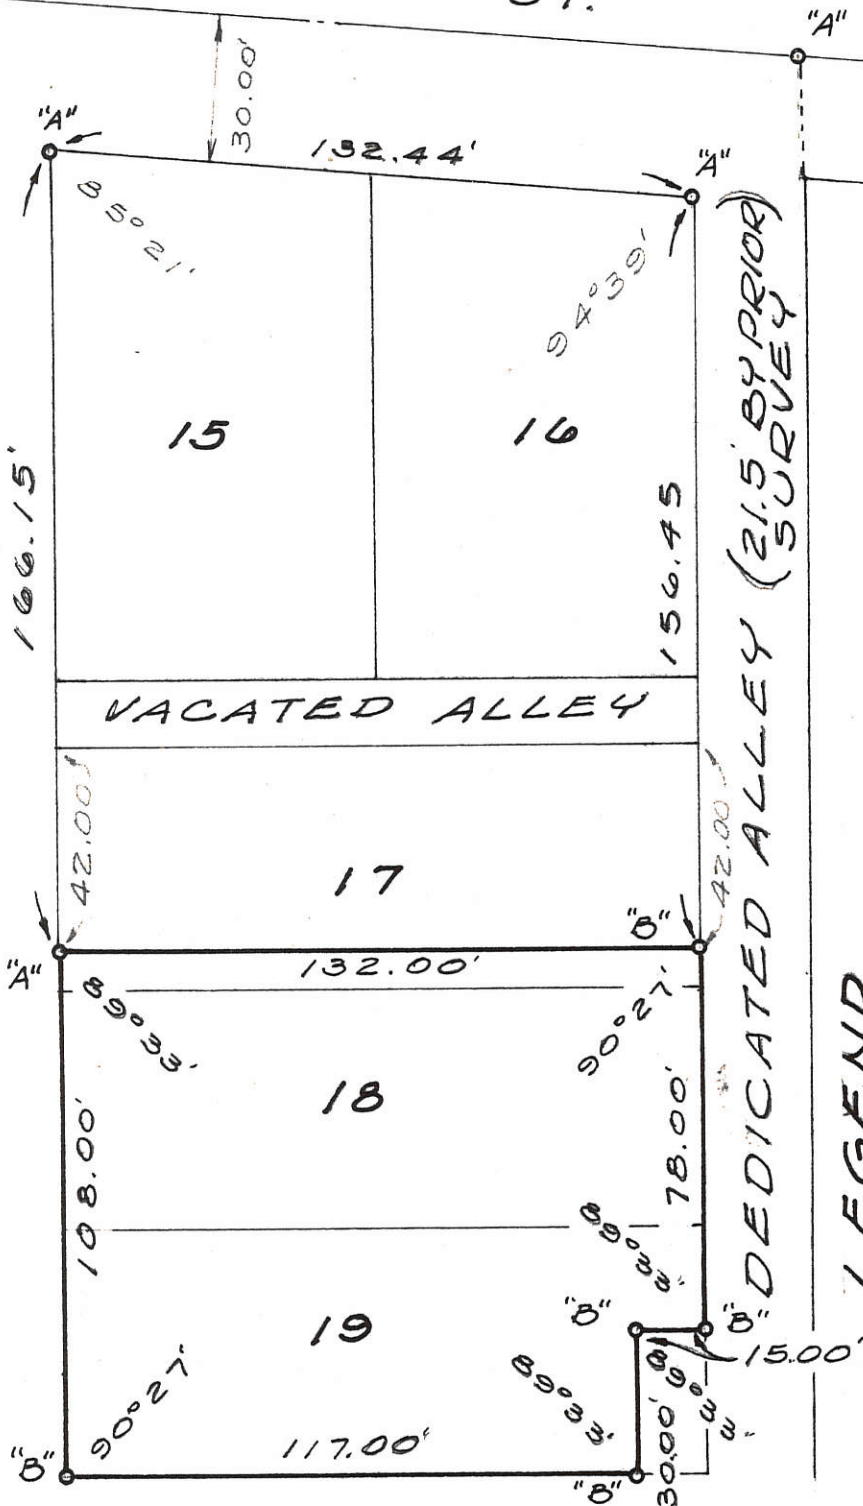 ST.
"A"
30.00'
"A"
132.44'
"A"
85°21'
94°39'
15
16
166.15'
156.45
DEDICATED ALLEY (21.5' BY PRIOR SURVEY)
VACATED ALLEY
42.00'
42.00'
17
"B"
"A"
132.00'
89°33'
90°27'
18
108.00'
78.00'
LEGEND
89°33'
"B"
"B"
19
15.00'
90°27'
89°33'
89°33'
117.00'
30.00'
"B"
"B"